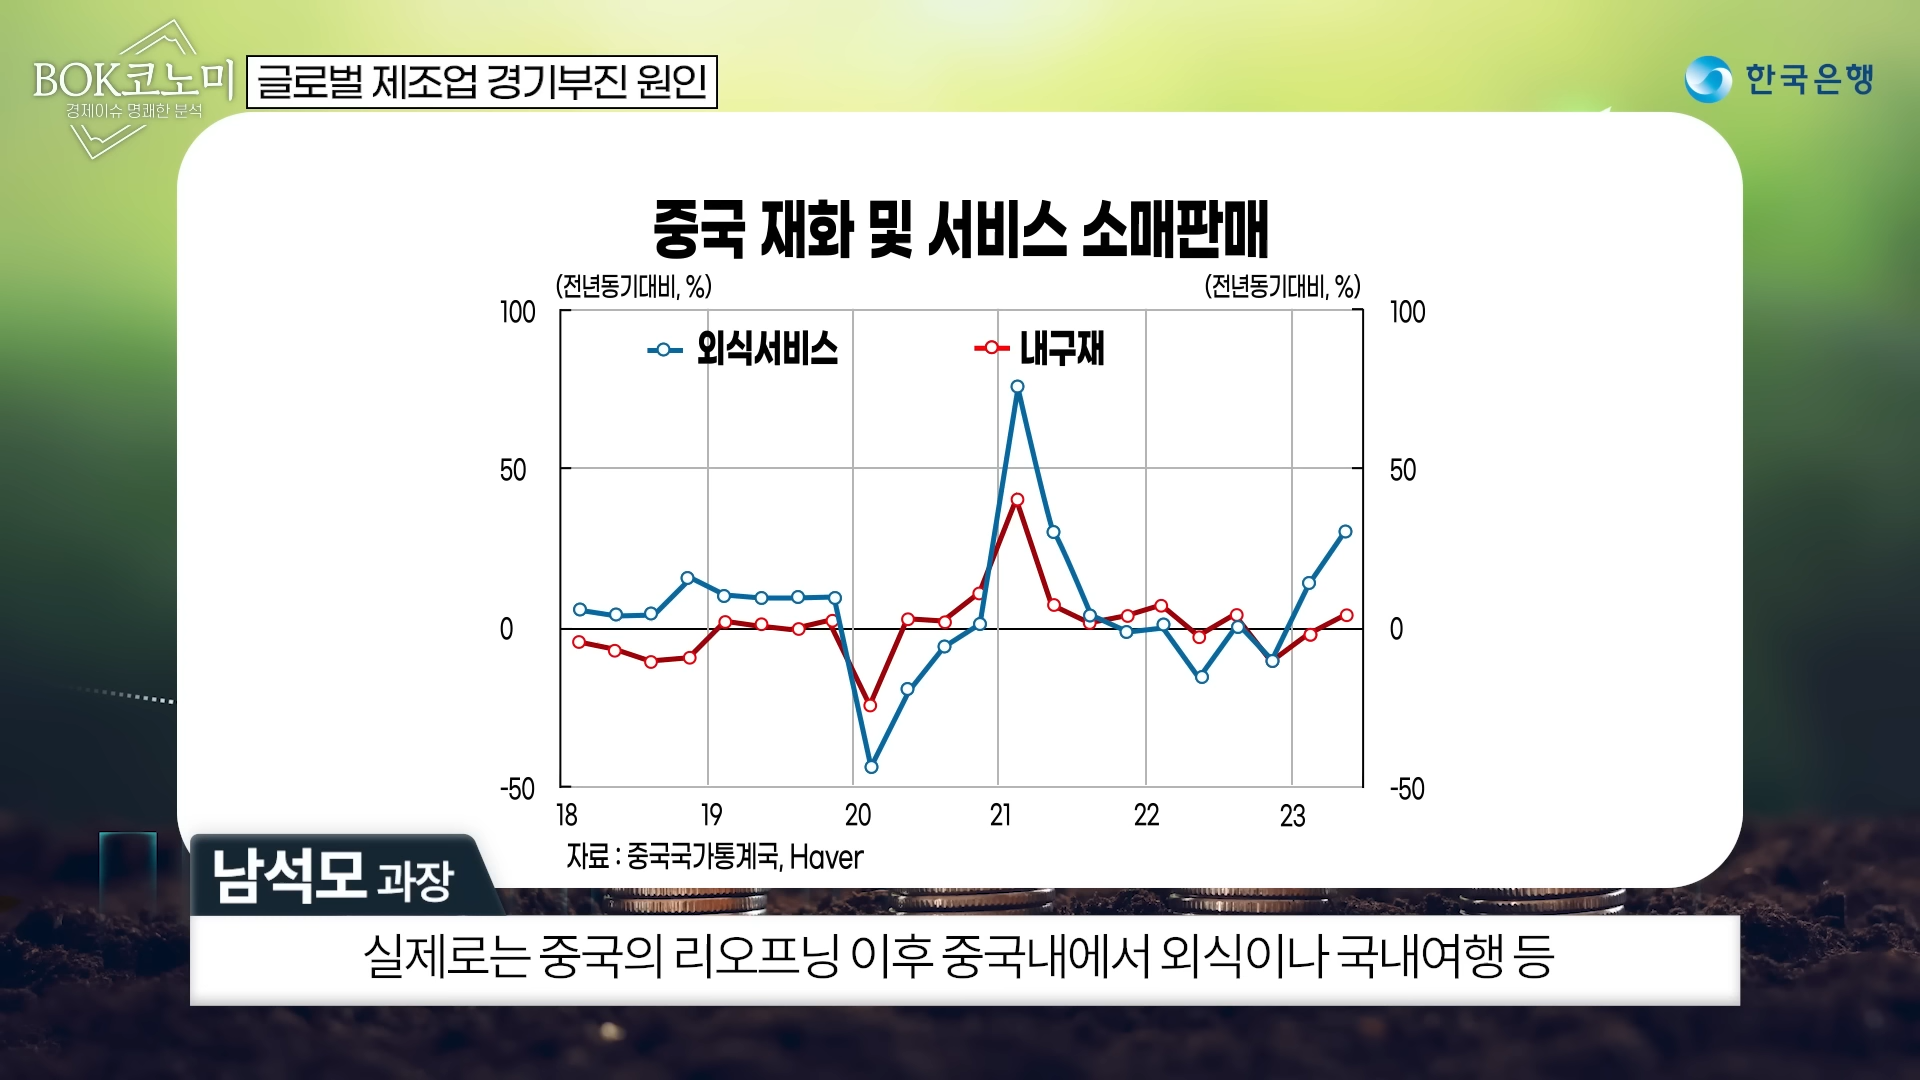 BOK코노미
경제이슈 명쾌한 분석
글로벌 제조업 경기부진 원인
한국은행
중국 재화 및 서비스 소매판매
(전년동기대비, %)
(전년동기대비, %)
외식서비스
내구재
100
50
0
-50
100
50
0
-50
18
19
20
21
22
23
자료 : 중국국가통계국, Haver
남석모 과장
실제로는 중국의 리오프닝 이후 중국내에서 외식이나 국내여행 등